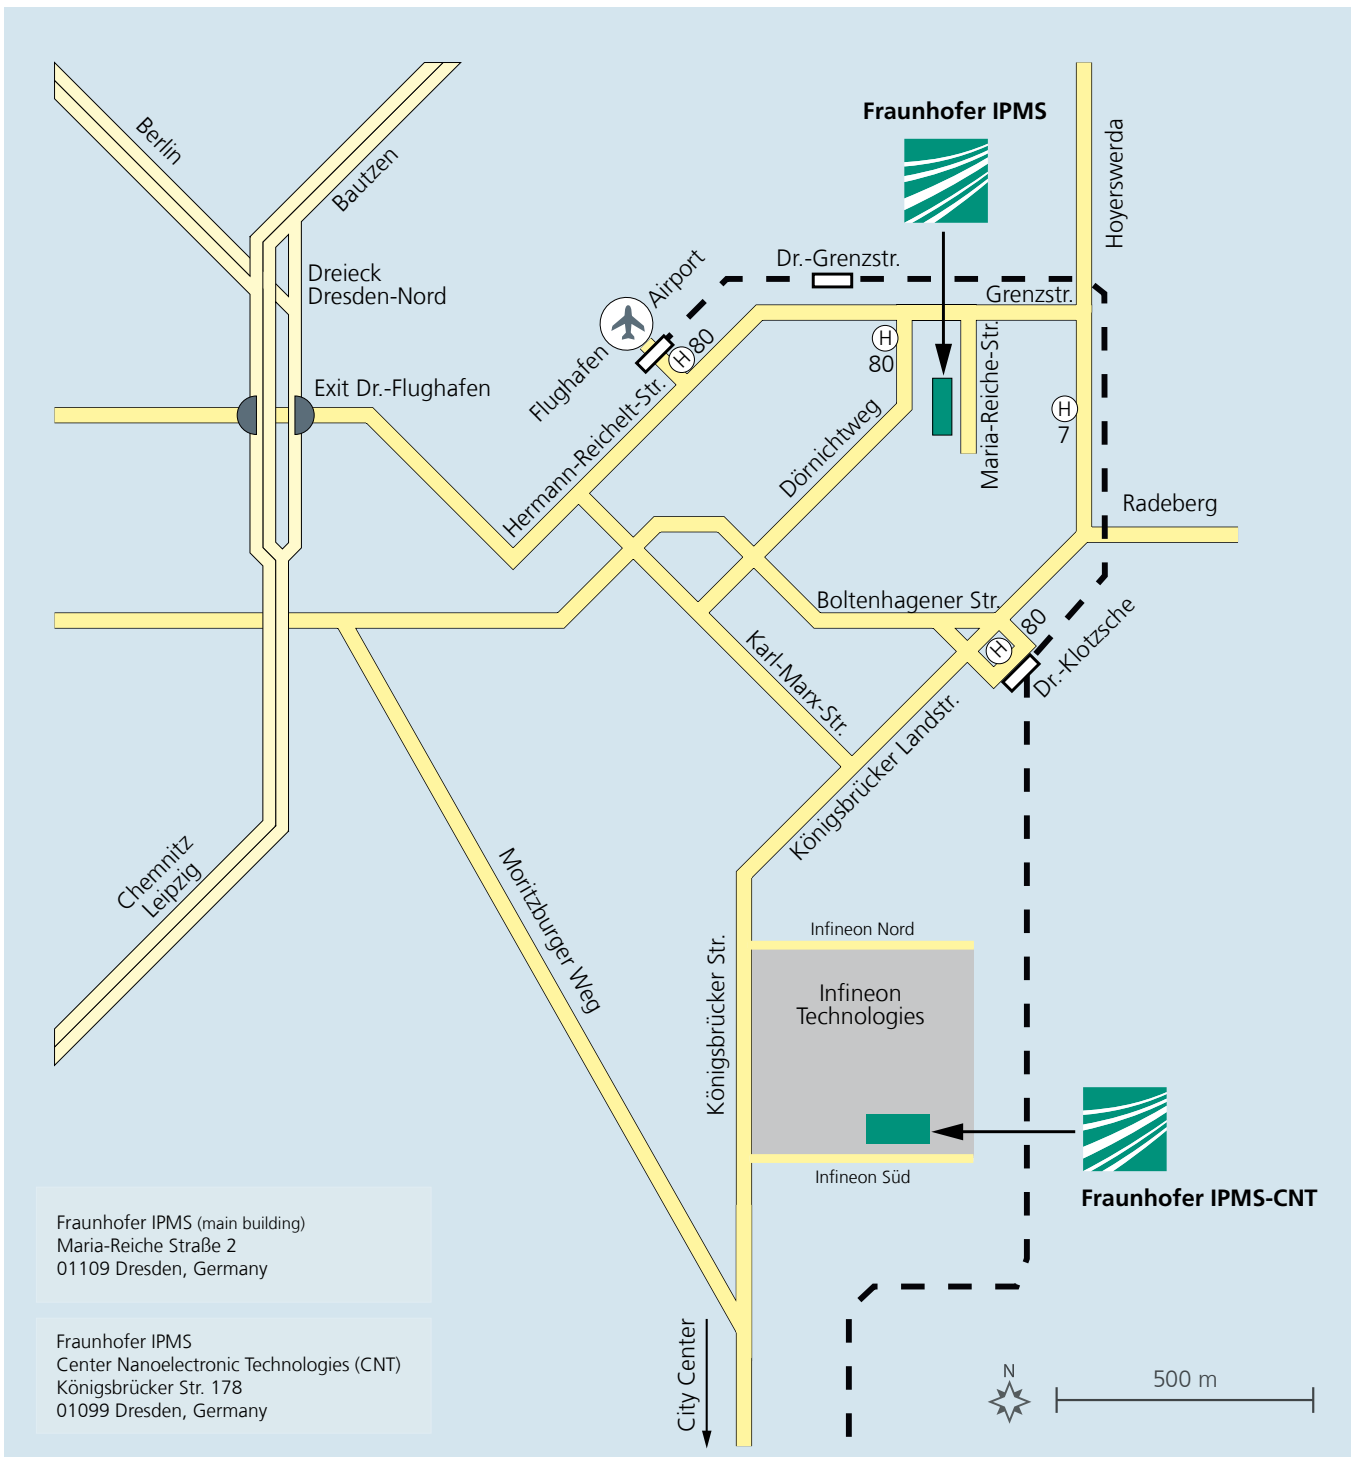 Fraunhofer IPMS
Berlin
Bautzen
Hoyerswerda
Dreieck
Dresden-Nord
Airport
Dr.-Grenzstr.
Grenzstr.
Flughafen
H
80
H
80
Maria-Reiche-Str.
Exit Dr.-Flughafen
Hermann-Reichelt-Str.
Dörnichtweg
H
7
Radeberg
Boltenhagener Str.
H
80
Dr.-Klotzsche
Karl-Marx-Str.
Königsbrücker Landstr.
Chemnitz
Leipzig
Moritzburger Weg
Königsbrücker Str.
Infineon Nord
Infineon
Technologies
Infineon Süd
Fraunhofer IPMS-CNT
Fraunhofer IPMS (main building)
Maria-Reiche Straße 2
01109 Dresden, Germany
Fraunhofer IPMS
Center Nanoelectronic Technologies (CNT)
Königsbrücker Str. 178
01099 Dresden, Germany
City Center
N
500 m